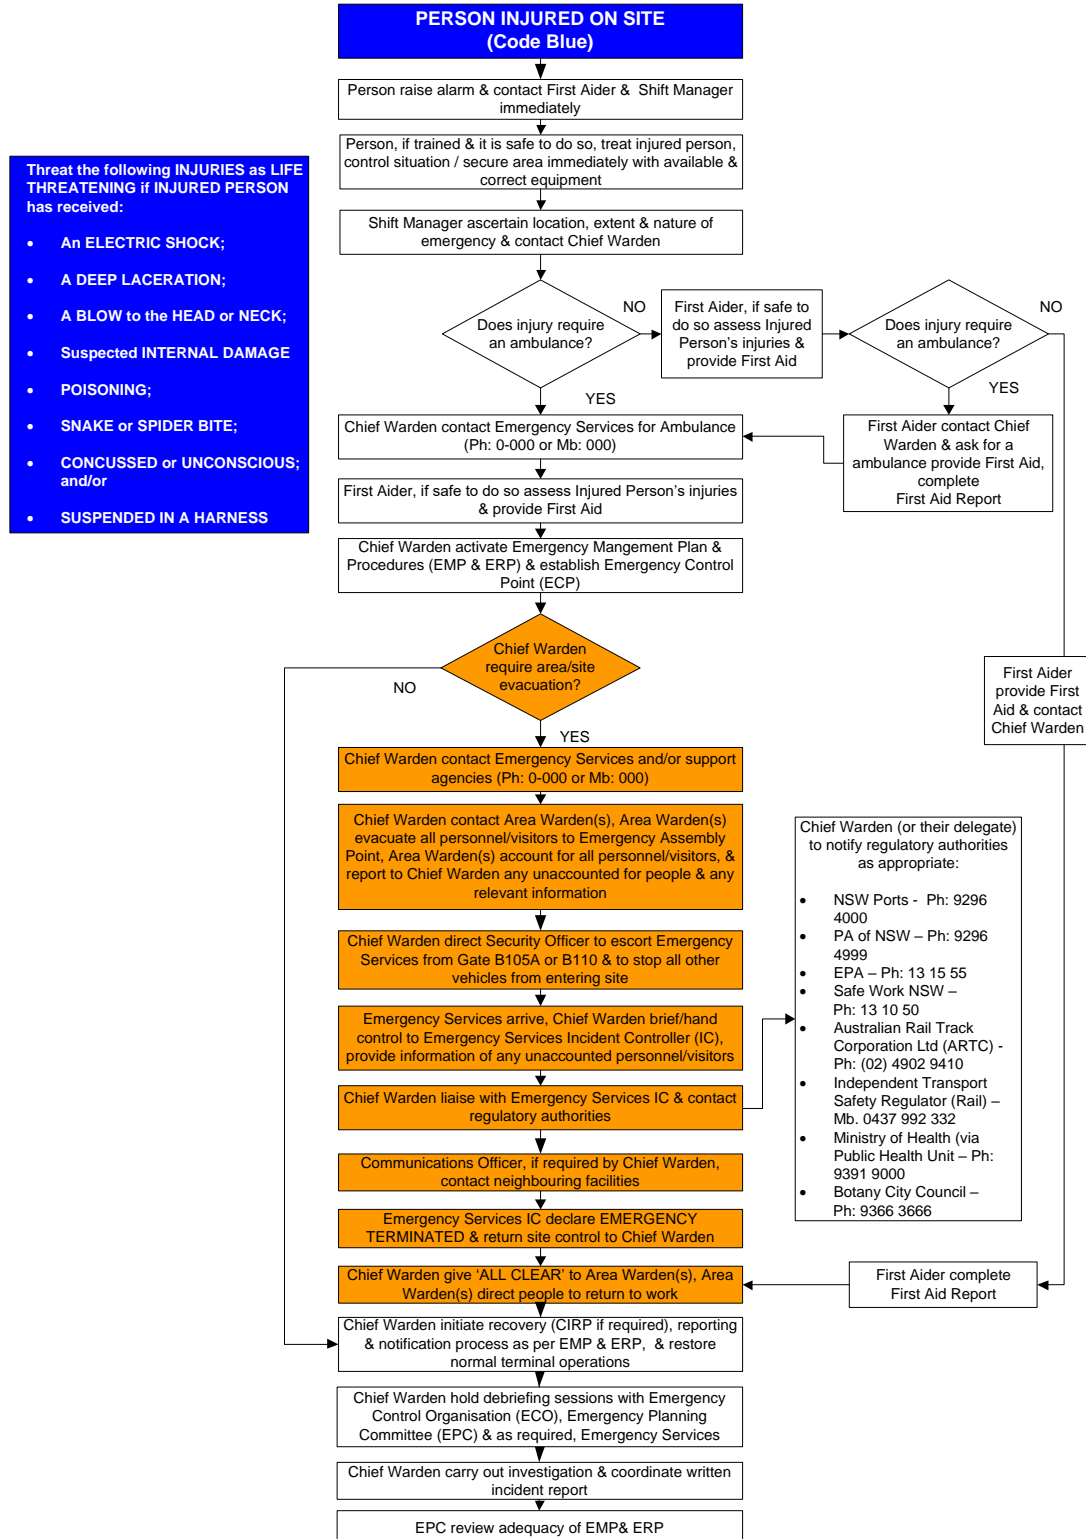 PERSON INJURED ON SITE
(Code Blue)
Person raise alarm & contact First Aider & Shift Manager
immediately
Person, if trained & it is safe to do so, treat injured person,
control situation / secure area immediately with available &
correct equipment
Threat the following INJURIES as LIFE
THREATENING if INJURED PERSON
has received:
• An ELECTRIC SHOCK;
• A DEEP LACERATION;
• A BLOW to the HEAD or NECK;
• Suspected INTERNAL DAMAGE
• POISONING;
• SNAKE or SPIDER BITE;
• CONCUSSED or UNCONSCIOUS;
and/or
• SUSPENDED IN A HARNESS
Shift Manager ascertain location, extent & nature of
emergency & contact Chief Warden
Does injury require
an ambulance?
NO
First Aider, if safe to
do so assess Injured
Person's injuries &
provide First Aid
Does injury require
an ambulance?
NO
YES
YES
Chief Warden contact Emergency Services for Ambulance
(Ph: 0-000 or Mb: 000)
First Aider contact Chief
Warden & ask for a
ambulance provide First Aid,
complete
First Aid Report
First Aider, if safe to do so assess Injured Person's injuries
& provide First Aid
Chief Warden activate Emergency Mangement Plan &
Procedures (EMP & ERP) & establish Emergency Control
Point (ECP)
Chief Warden
require area/site
evacuation?
NO
YES
First Aider
provide First
Aid & contact
Chief Warden
Chief Warden contact Emergency Services and/or support
agencies (Ph: 0-000 or Mb: 000)
Chief Warden contact Area Warden(s), Area Warden(s)
evacuate all personnel/visitors to Emergency Assembly
Point, Area Warden(s) account for all personnel/visitors, &
report to Chief Warden any unaccounted for people & any
relevant information
Chief Warden direct Security Officer to escort Emergency
Services from Gate B105A or B110 & to stop all other
vehicles from entering site
Emergency Services arrive, Chief Warden brief/hand
control to Emergency Services Incident Controller (IC),
provide information of any unaccounted personnel/visitors
Chief Warden liaise with Emergency Services IC & contact
regulatory authorities
Chief Warden (or their delegate)
to notify regulatory authorities
as appropriate:
• NSW Ports - Ph: 9296
4000
• PA of NSW – Ph: 9296
4999
• EPA – Ph: 13 15 55
• Safe Work NSW –
Ph: 13 10 50
• Australian Rail Track
Corporation Ltd (ARTC) -
Ph: (02) 4902 9410
• Independent Transport
Safety Regulator (Rail) –
Mb. 0437 992 332
• Ministry of Health (via
Public Health Unit – Ph:
9391 9000
• Botany City Council –
Ph: 9366 3666
Communications Officer, if required by Chief Warden,
contact neighbouring facilities
Emergency Services IC declare EMERGENCY
TERMINATED & return site control to Chief Warden
Chief Warden give 'ALL CLEAR' to Area Warden(s), Area
Warden(s) direct people to return to work
First Aider complete
First Aid Report
Chief Warden initiate recovery (CIRP if required), reporting
& notification process as per EMP & ERP, & restore
normal terminal operations
Chief Warden hold debriefing sessions with Emergency
Control Organisation (ECO), Emergency Planning
Committee (EPC) & as required, Emergency Services
Chief Warden carry out investigation & coordinate written
incident report
EPC review adequacy of EMP& ERP